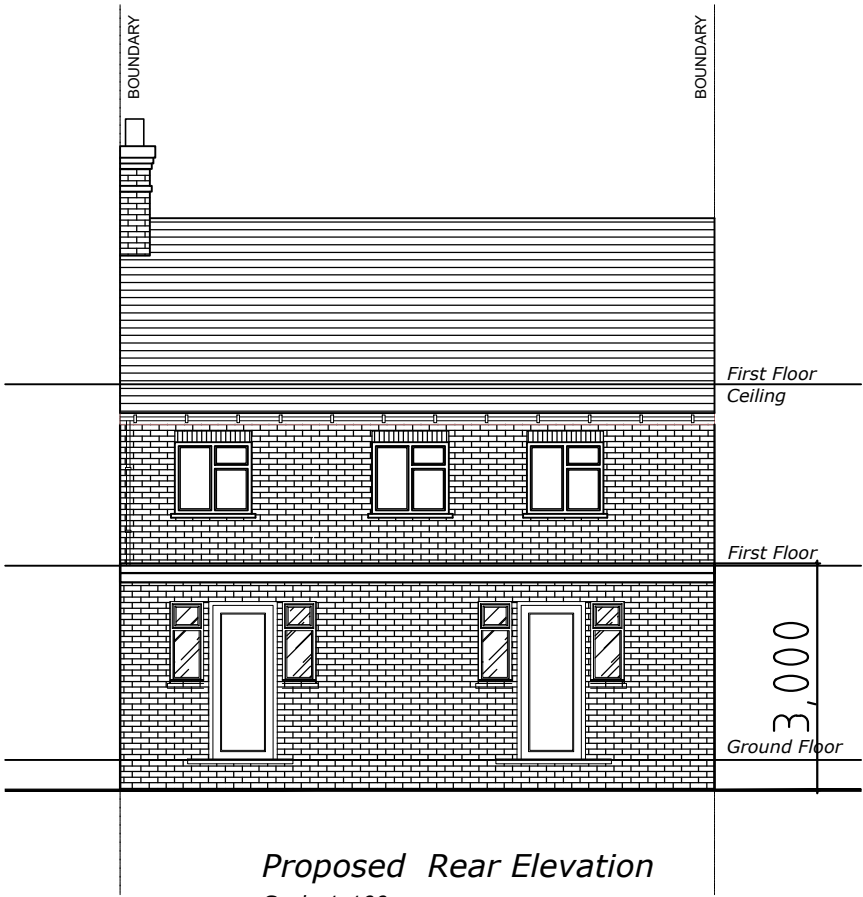 BOUNDARY
BOUNDARY
First Floor
Ceiling
First Floor
3,000
Ground Floor
Proposed Rear Elevation